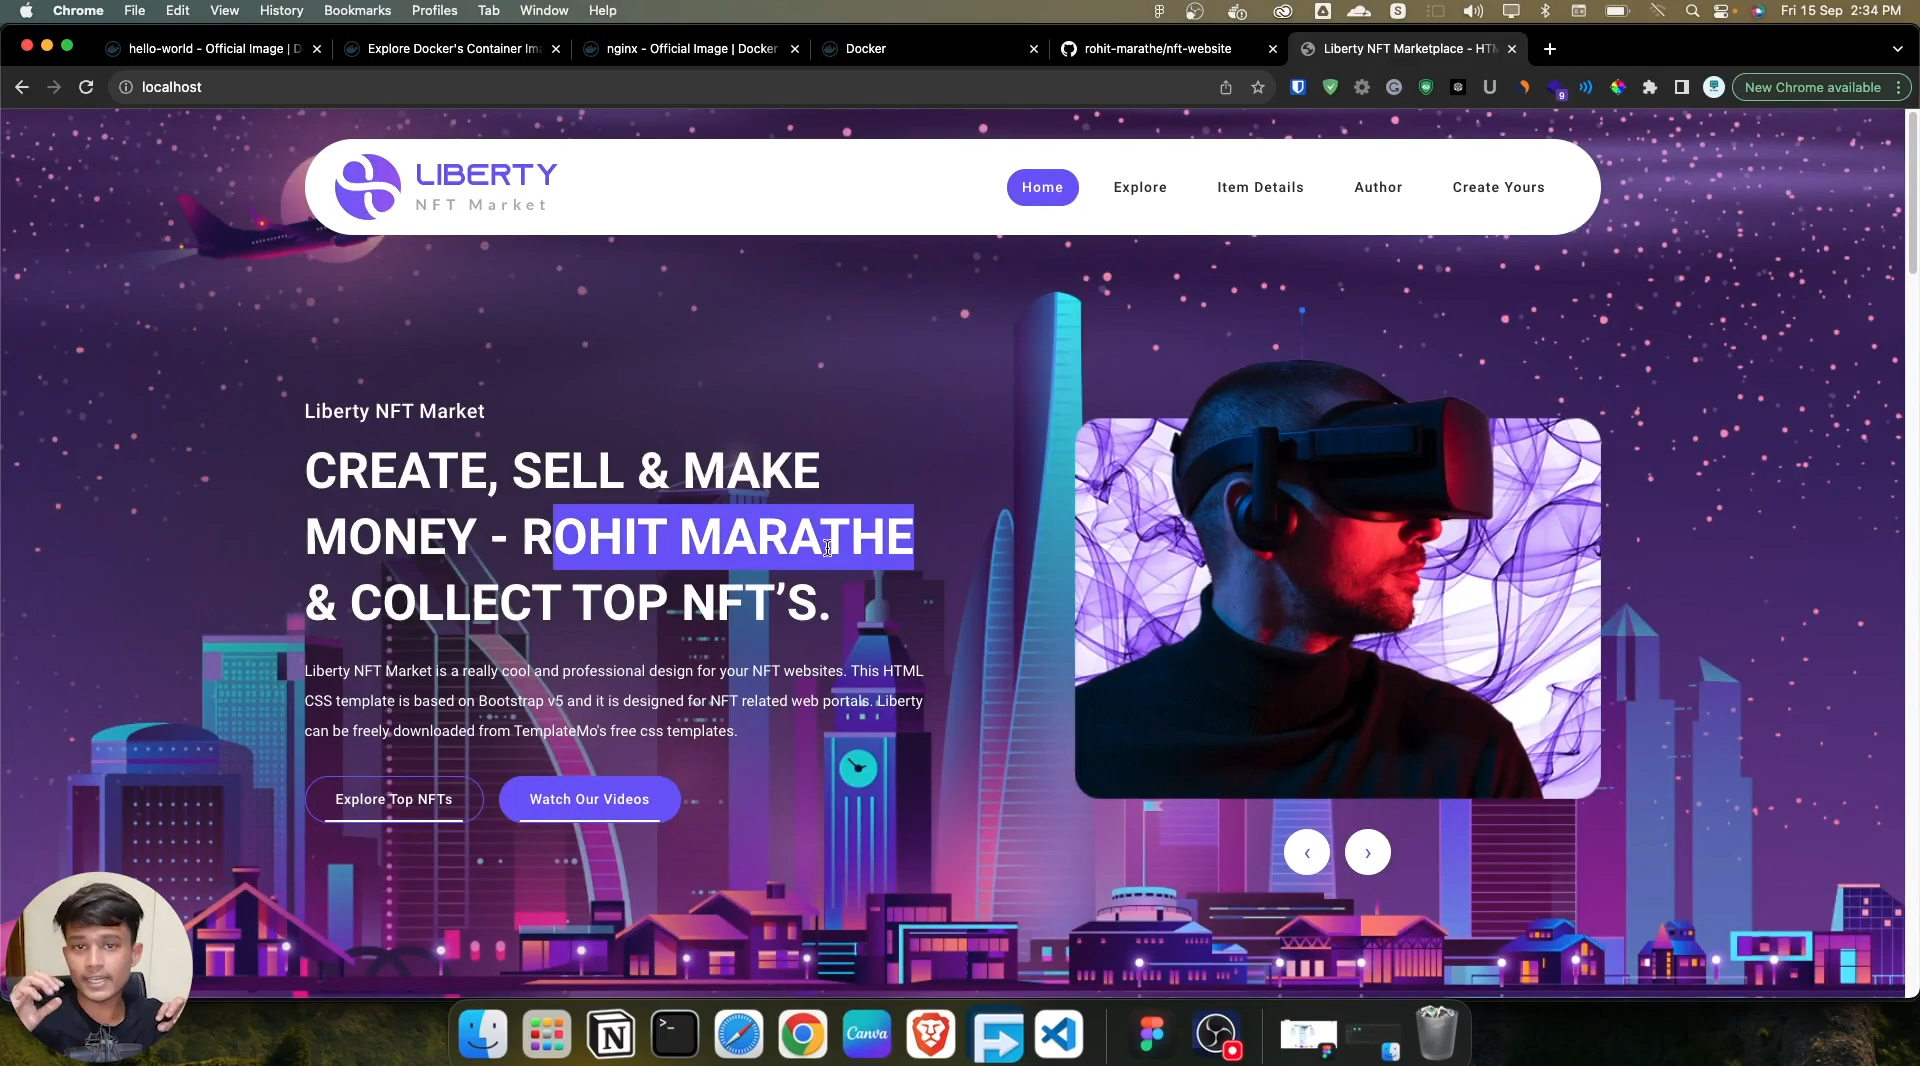 Chrome File Edit View History Bookmarks Profiles Tab Window Help
Fri 15 Sep 2:34 PM
hello-world - Official Image | D
Explore Docker's Container Im
nginx - Official Image | Docker
Docker
rohit-marathe/nft-website
Liberty NFT Marketplace - HTM
localhost
9
New Chrome available
LIBERTY
NFT Market
Home
Explore
Item Details
Author
Create Yours
Liberty NFT Market
CREATE, SELL & MAKE
MONEY - ROHIT MARATHE
& COLLECT TOP NFT’S.
Liberty NFT Market is a really cool and professional design for your NFT websites. This HTML
CSS template is based on Bootstrap v5 and it is designed for NFT related web portals. Liberty
can be freely downloaded from TemplateMo's free css templates.
Explore Top NFTs
Watch Our Videos
Canva